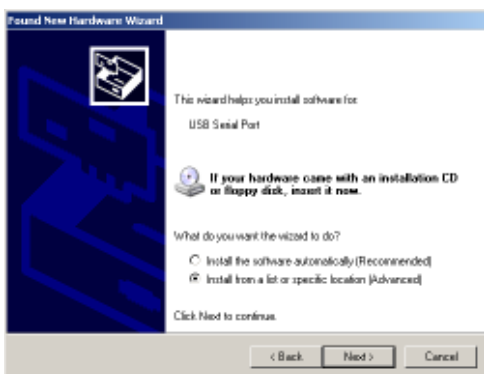 Found New Hardware Wizard
This wizard helps you install software for:
USB Serial Port
If your hardware came with an installation CD
or floppy disk, insert it now.
What do you want the wizard to do?
Install the software automatically (Recommended)
Install from a list or specific location (Advanced)
Click Next to continue.
< Back Next > Cancel